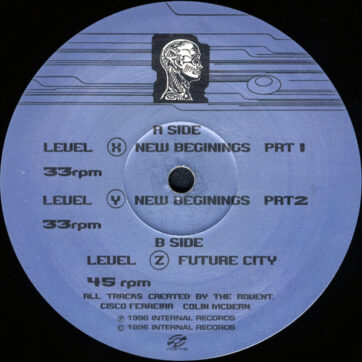 A SIDE
LEVEL X NEW BEGININGS PRT 1
33rpm
LEVEL Y NEW BEGININGS PRT2
33rpm
B SIDE
LEVEL Z FUTURE CITY
45 rpm
ALL TRACKS CREATED BY THE ADVENT.
CISCO FERREIRA COLIN MCBEAN
℗ 1996 INTERNAL RECORDS
© 1996 INTERNAL RECORDS